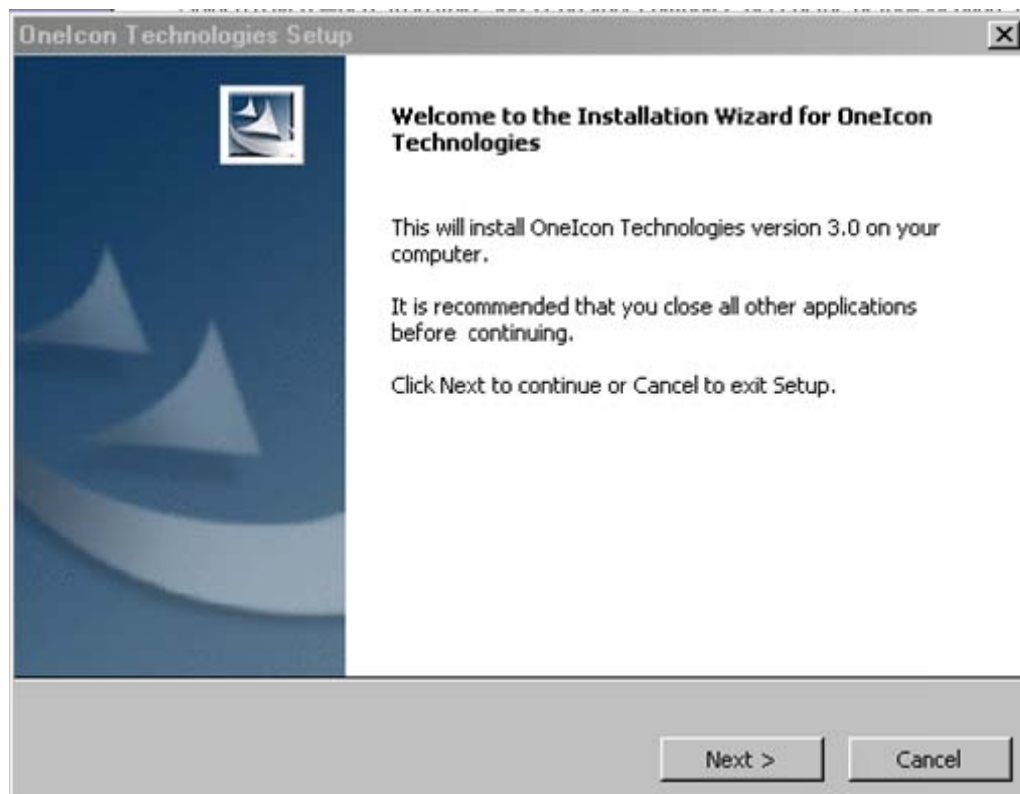 OneIcon Technologies Setup
Welcome to the Installation Wizard for OneIcon
Technologies
This will install OneIcon Technologies version 3.0 on your
computer.
It is recommended that you close all other applications
before continuing.
Click Next to continue or Cancel to exit Setup.
Next >
Cancel